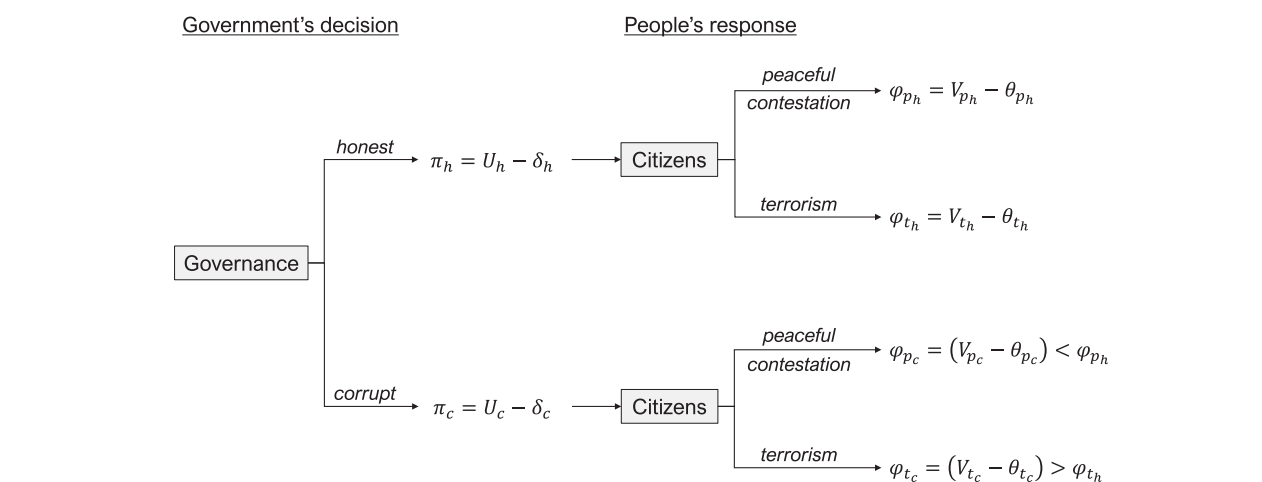 Government's decision
People's response
peaceful
contestation
φ_{p_h} = V_{p_h} − θ_{p_h}
honest
π_h = U_h − δ_h
Citizens
terrorism
φ_{t_h} = V_{t_h} − θ_{t_h}
Governance
peaceful
contestation
φ_{p_c} = (V_{p_c} − θ_{p_c}) < φ_{p_h}
corrupt
π_c = U_c − δ_c
Citizens
terrorism
φ_{t_c} = (V_{t_c} − θ_{t_c}) > φ_{t_h}